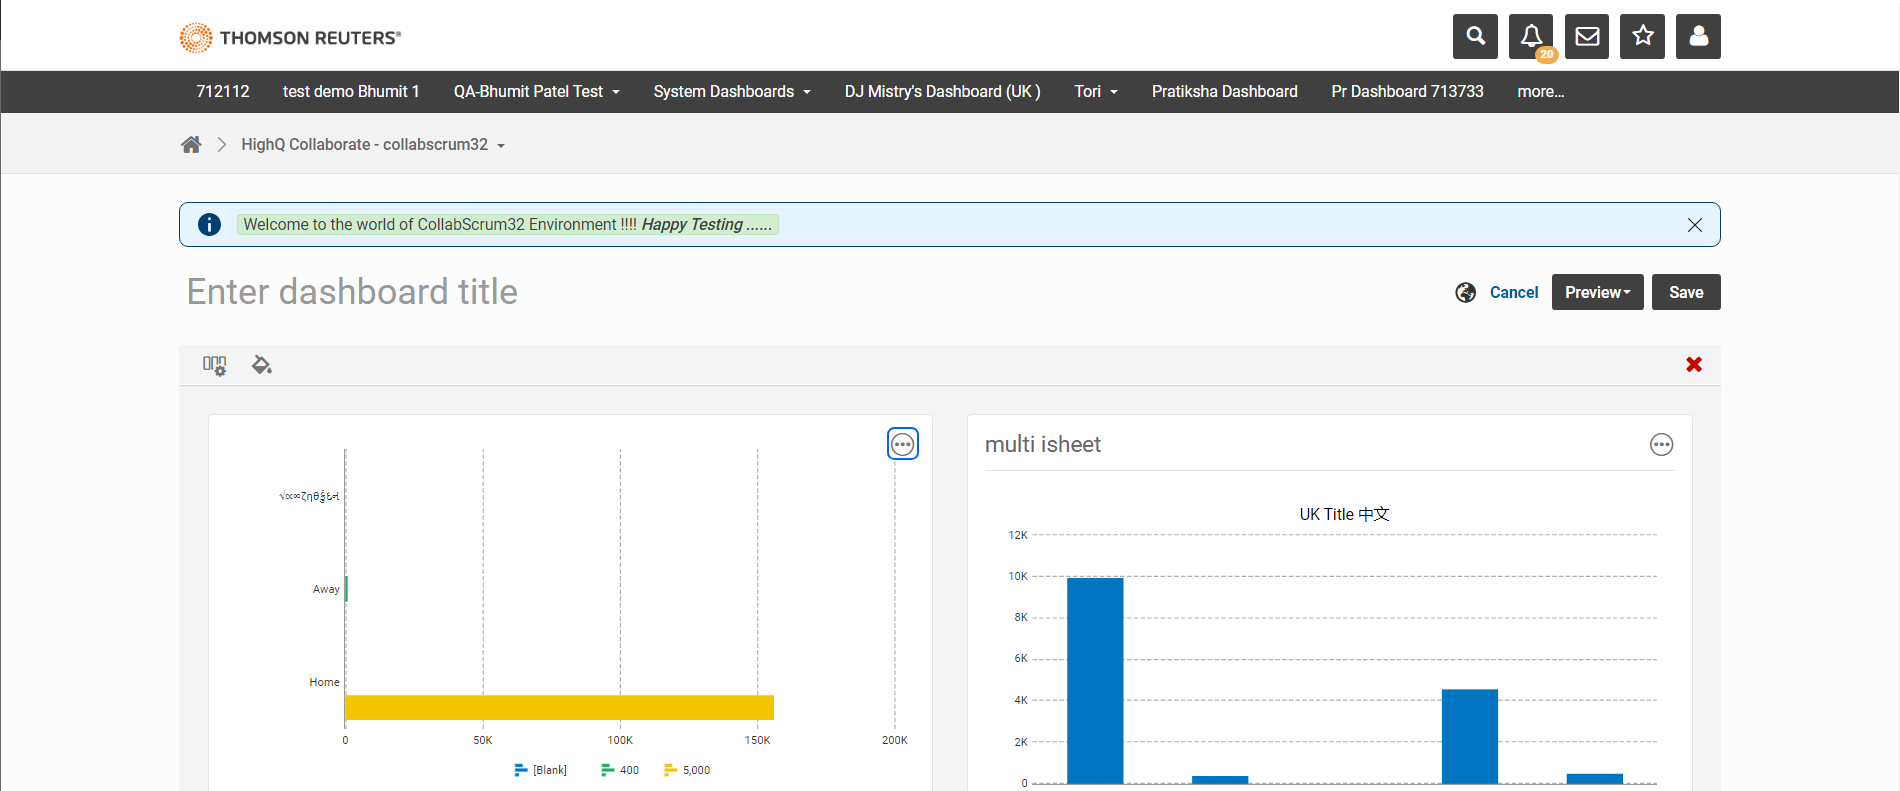 THOMSON REUTERS®
20
712112 test demo Bhumit 1 QA-Bhumit Patel Test System Dashboards DJ Mistry's Dashboard (UK ) Tori Pratiksha Dashboard Pr Dashboard 713733 more...
HighQ Collaborate - collabscrum32
Welcome to the world of CollabScrum32 Environment !!!! Happy Testing ......
Enter dashboard title
Cancel Preview Save
Away
Home
0 50K 100K 150K 200K
[Blank] 400 5,000
multi isheet
UK Title 中文
12K
10K
8K
6K
4K
2K
0